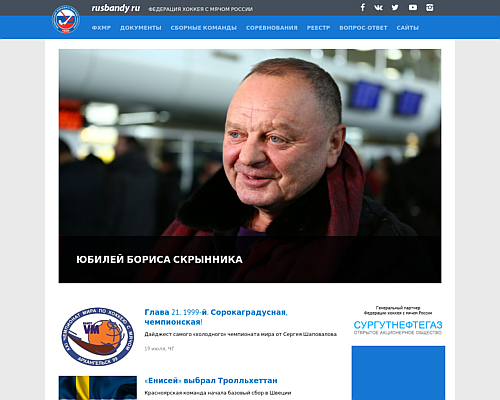 rusbandy ru
ФЕДЕРАЦИЯ ХОККЕЯ С МЯЧОМ РОССИИ
ФХМР ДОКУМЕНТЫ СБОРНЫЕ КОМАНДЫ СОРЕВНОВАНИЯ РЕЕСТР ВОПРОС-ОТВЕТ САЙТЫ
ЮБИЛЕЙ БОРИСА СКРЫННИКА
Глава 21. 1999-й. Сорокаградусная,
чемпионская!
Дайджест самого «холодного» чемпионата мира от Сергея Шаповалова
19 июля, ЧТ
«Енисей» выбрал Тролльхеттан
Красноярская команда начала базовый сбор в Швеции
Генеральный партнер
Федерации хоккея с мячом России
СУРГУТНЕФТЕГАЗ
ОТКРЫТОЕ АКЦИОНЕРНОЕ ОБЩЕСТВО